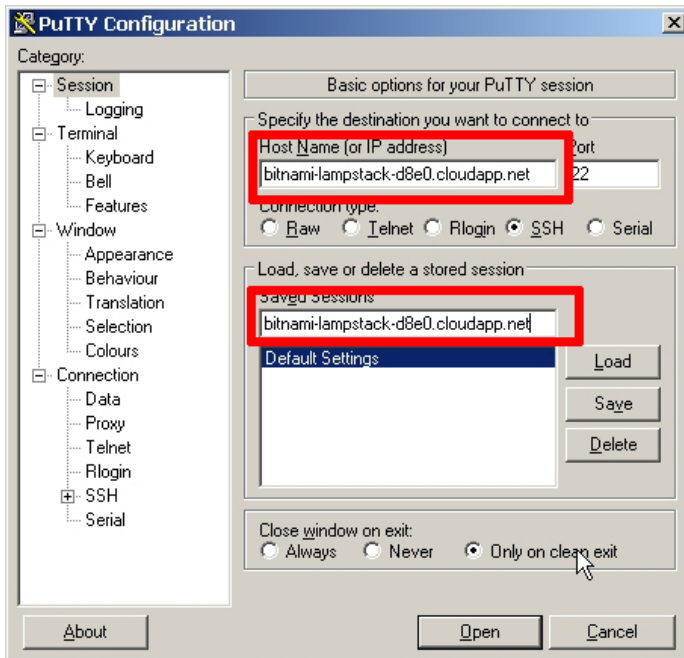 PuTTY Configuration
Category:
Session
Logging
Terminal
Keyboard
Bell
Features
Window
Appearance
Behaviour
Translation
Selection
Colours
Connection
Data
Proxy
Telnet
Rlogin
SSH
Serial
Basic options for your PuTTY session
Specify the destination you want to connect to
Host Name (or IP address) Port
bitnami-lampstack-d8e0.cloudapp.net 22
Connection type:
Raw Telnet Rlogin SSH Serial
Load, save or delete a stored session
Saved Sessions
bitnami-lampstack-d8e0.cloudapp.net
Default Settings
Load
Save
Delete
Close window on exit:
Always Never Only on clean exit
About Open Cancel